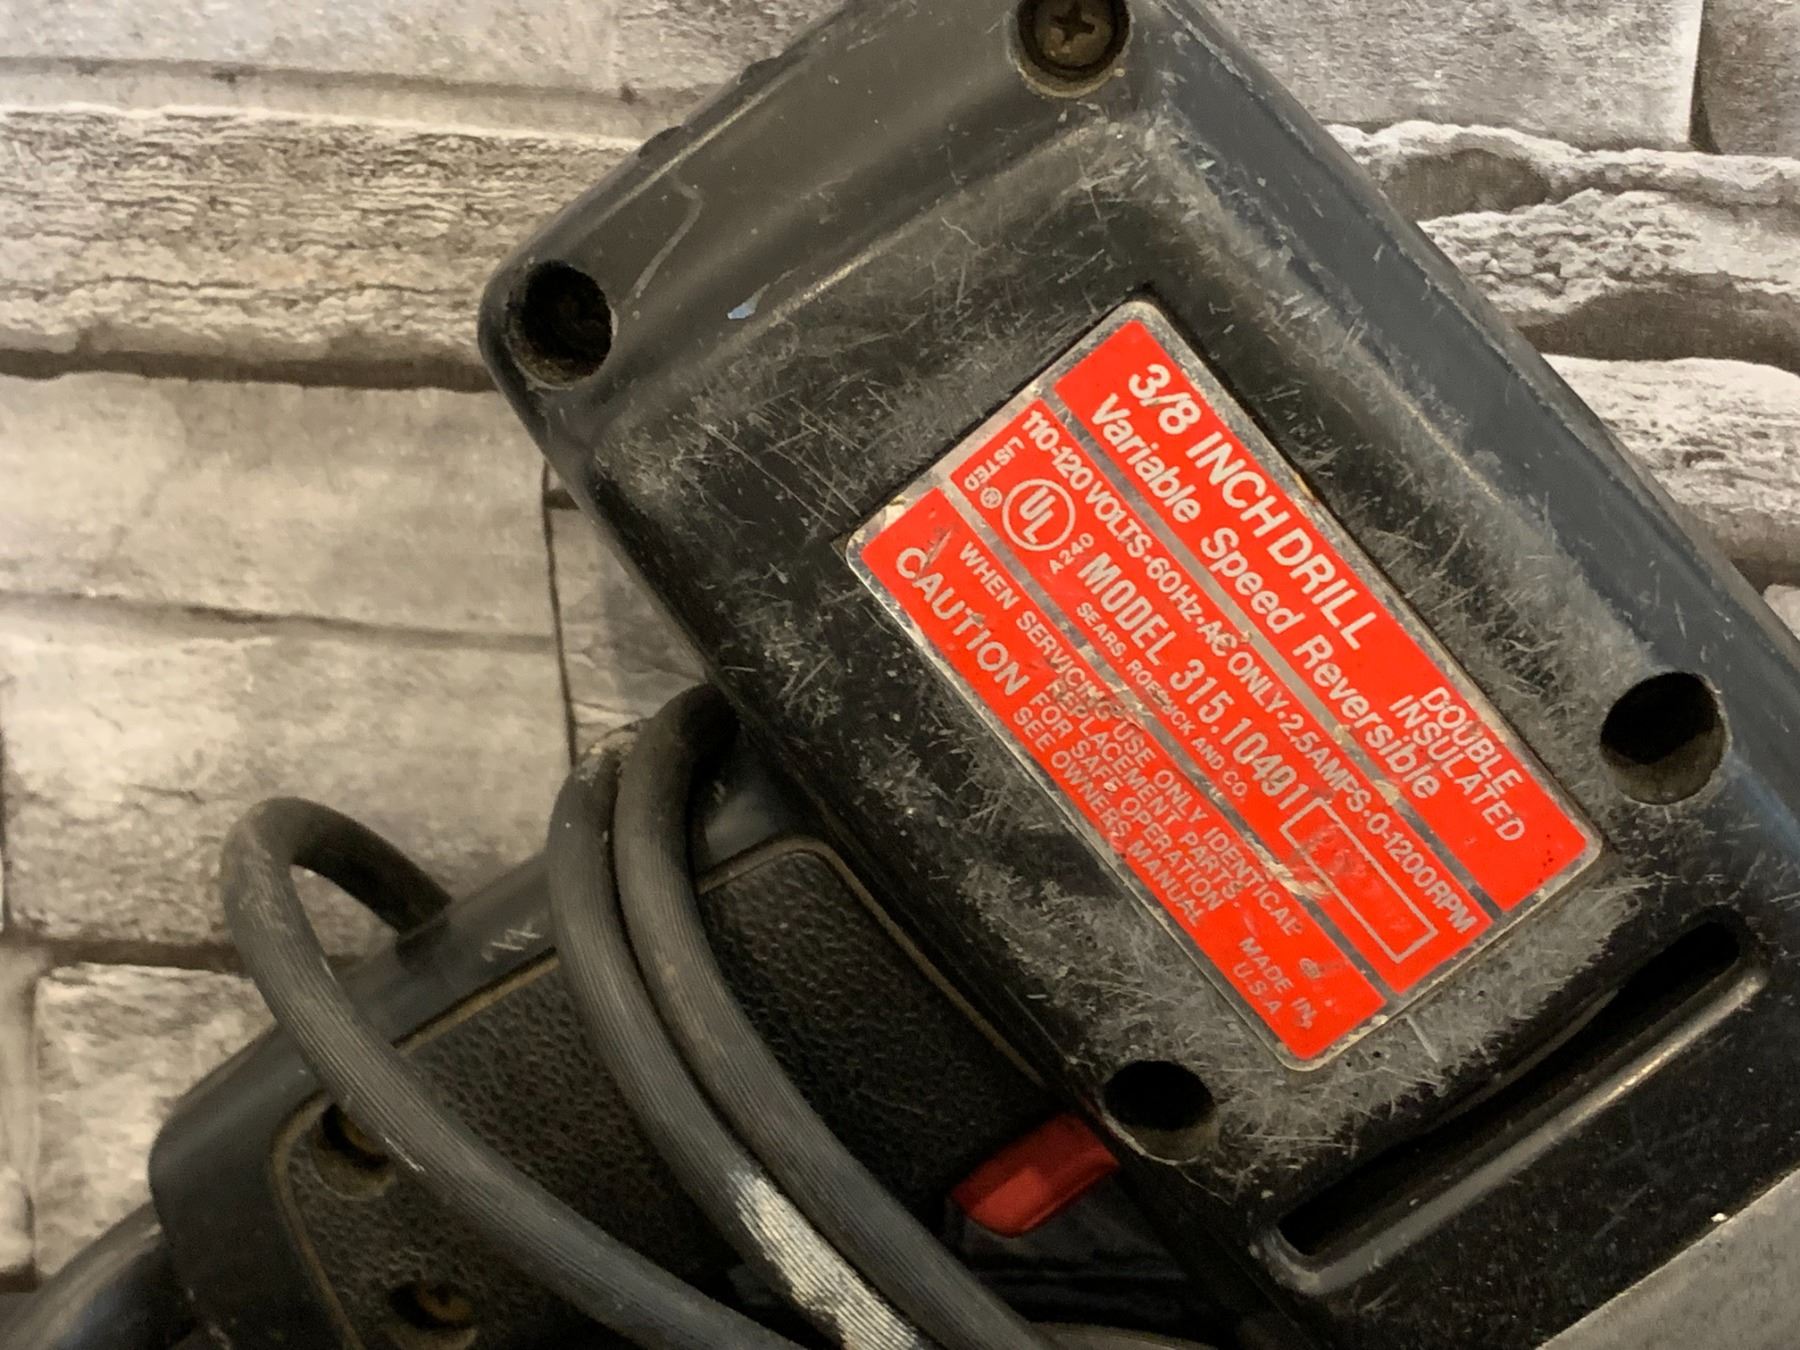 3/8 INCH DRILL
Variable Speed Reversible
DOUBLE
INSULATED
110-120 VOLTS·60Hz·AC ONLY·2.5AMPS·0-1200RPM
LISTED
UL
A240
MODEL 315.10491
SEARS, ROEBUCK AND CO.
CAUTION
WHEN SERVICING USE ONLY IDENTICAL
REPLACEMENT PARTS.
FOR SAFE OPERATION
SEE OWNERS MANUAL
MADE IN
U.S.A